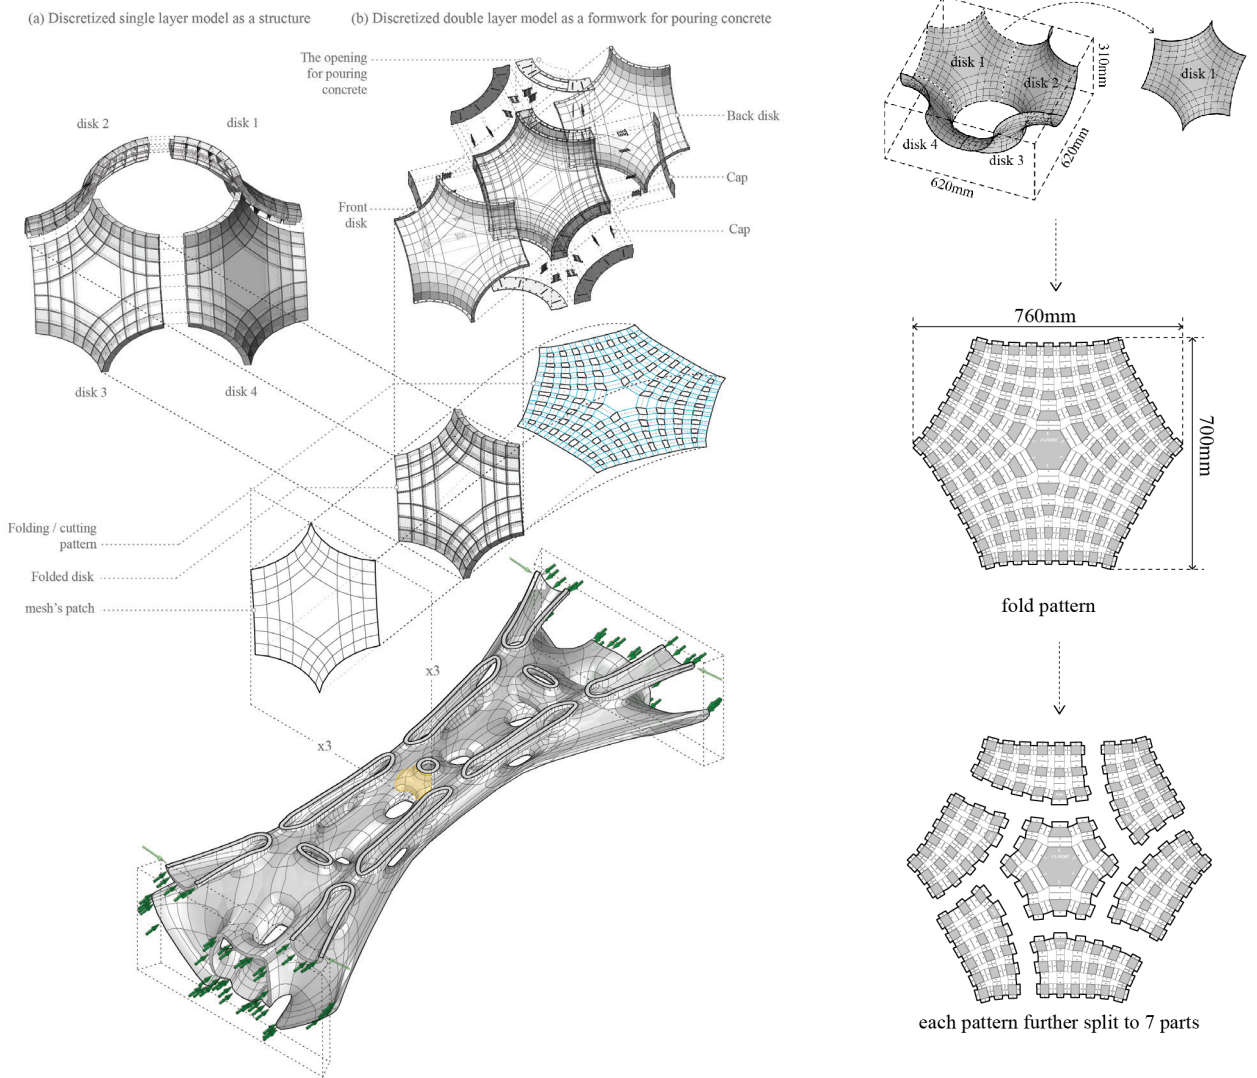 (a) Discretized single layer model as a structure
(b) Discretized double layer model as a formwork for pouring concrete
The opening
for pouring
concrete
disk 2
disk 1
Back disk
Cap
Front
disk
Cap
disk 3
disk 4
Folding / cutting
pattern
Folded disk
mesh's patch
x3
x3
disk 1
disk 2
disk 4
disk 3
310mm
620mm
620mm
disk 1
760mm
700mm
fold pattern
each pattern further split to 7 parts